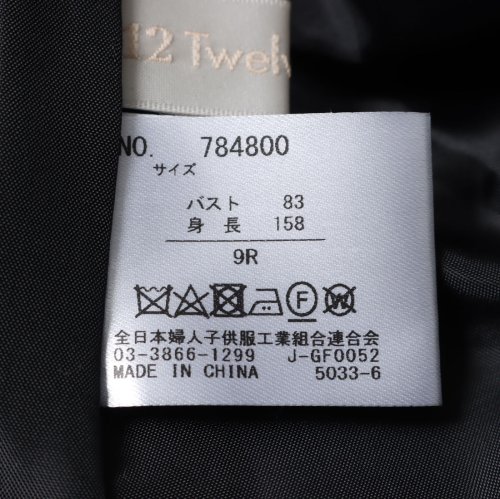 12 Twelv
NO. 784800
サイズ
バスト 83
身長 158
9R
F W
全日本婦人子供服工業組合連合会
03-3866-1299 J-GF0052
MADE IN CHINA 5033-6